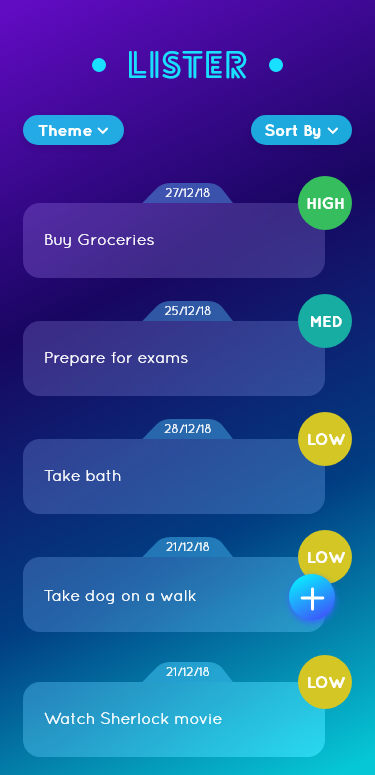 LISTER
Theme
Sort By
27/12/18
HIGH
Buy Groceries
25/12/18
MED
Prepare for exams
28/12/18
LOW
Take bath
21/12/18
LOW
Take dog on a walk
21/12/18
LOW
Watch Sherlock movie